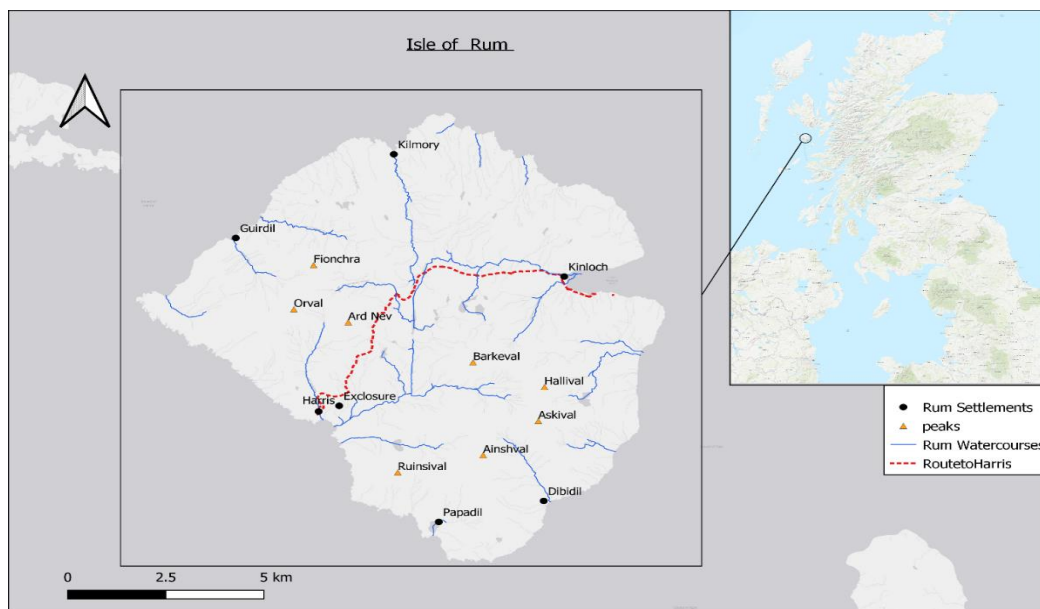 Isle of Rum
Kilmory
Guirdil
Fionchra
Kinloch
Orval
Ard Nev
Barkeval
Hallival
Harris
Exclosure
Askival
Ainshval
Ruinsival
Dibidil
Papadil
0 2.5 5 km
Rum Settlements
peaks
Rum Watercourses
RoutetoHarris